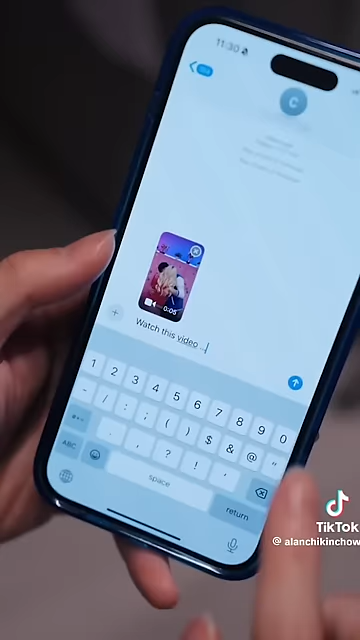 11:30
C
0:05
Watch this video ..
1 2 3 4 5 6 7 8 9 0
- / : ; ( ) $ & @ "
#+=
. , ? ! '
ABC
space
return
TikTok
@ alanchikinchow